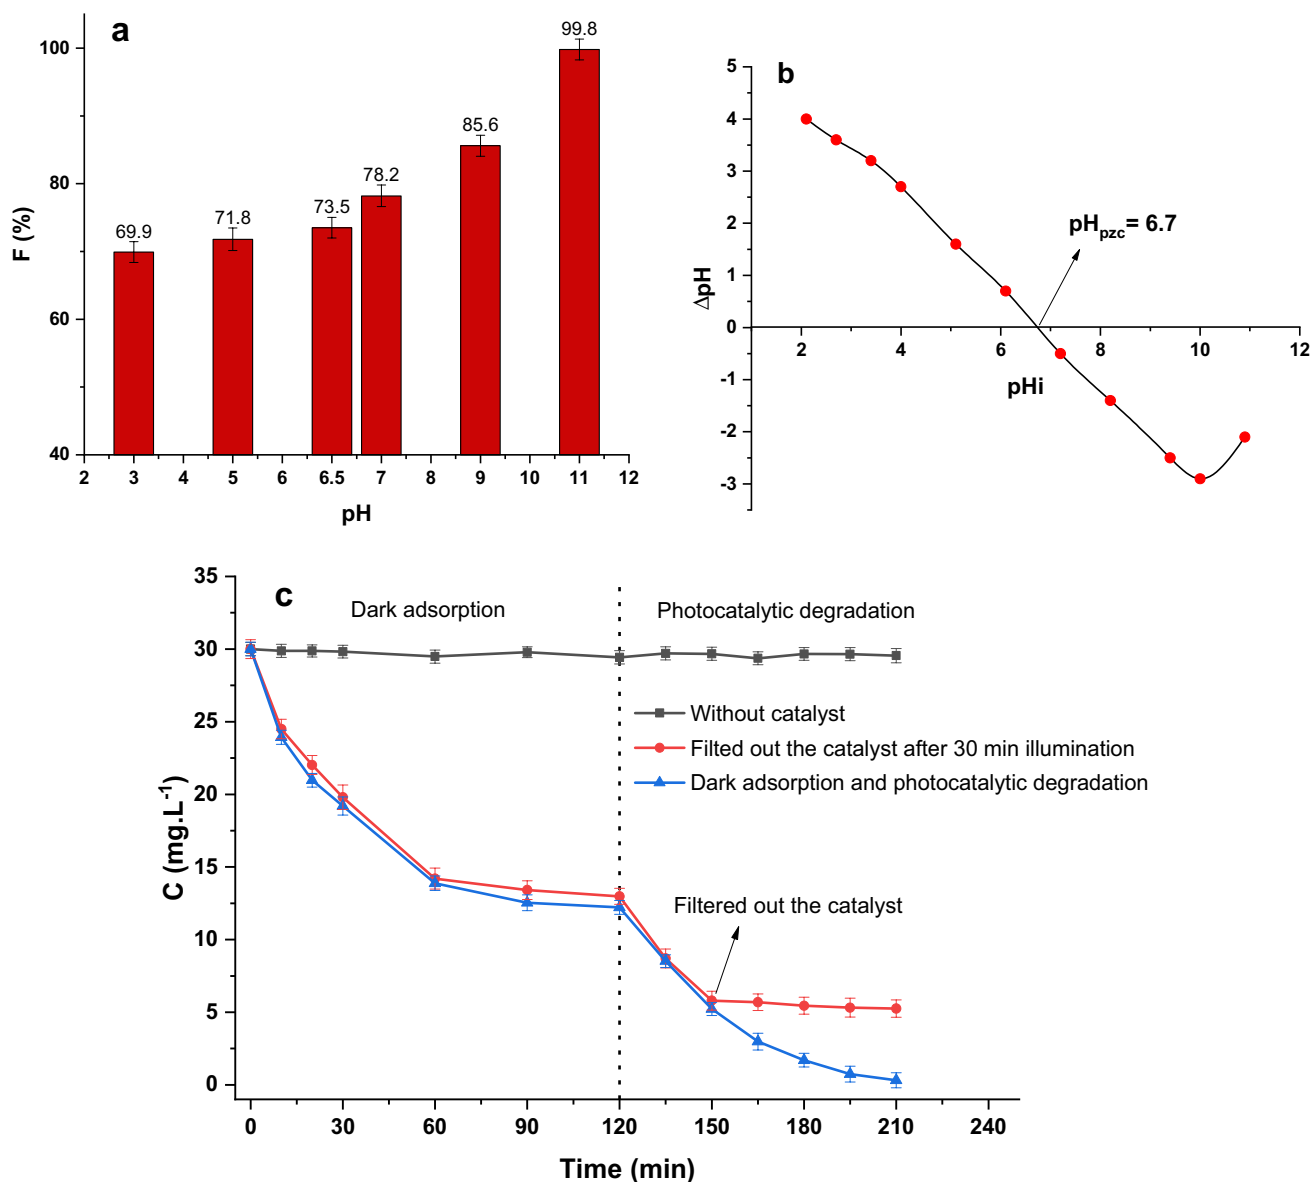 a
F (%)
100
80
60
40
69.9
71.8
73.5
78.2
85.6
99.8
2 3 4 5 6 6.5 7 8 9 10 11 12
pH
b
ΔpH
5
4
3
2
1
0
-1
-2
-3
2 4 6 8 10 12
pHi
pHpzc= 6.7
c
C (mg.L-1)
35
30
25
20
15
10
5
0
Dark adsorption
Photocatalytic degradation
Without catalyst
Filted out the catalyst after 30 min illumination
Dark adsorption and photocatalytic degradation
Filtered out the catalyst
0 30 60 90 120 150 180 210 240
Time (min)